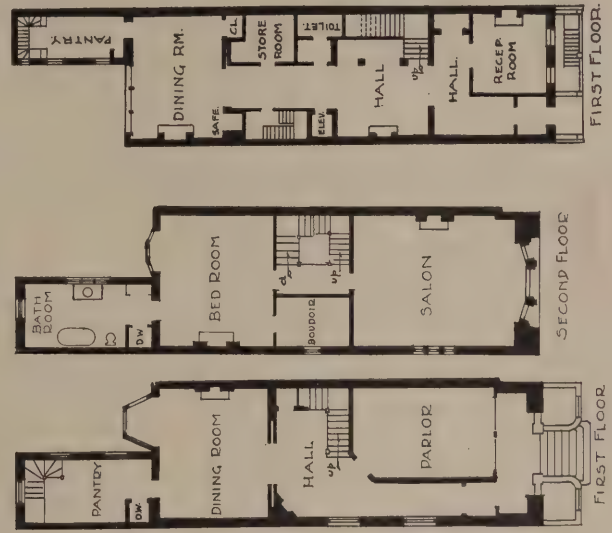 PANTRY.
DINING RM.
CL.
STORE
ROOM
TOILET.
SAFE.
ELEV.
HALL
UP.
HALL.
RECEP.
ROOM
FIRST FLOOR.
BATH
ROOM
D.W.
BED ROOM
BOUDOIR
UP.
SALON
SECOND FLOOR
PANTRY
D.W.
DINING ROOM
HALL
UP
PARLOR
FIRST FLOOR